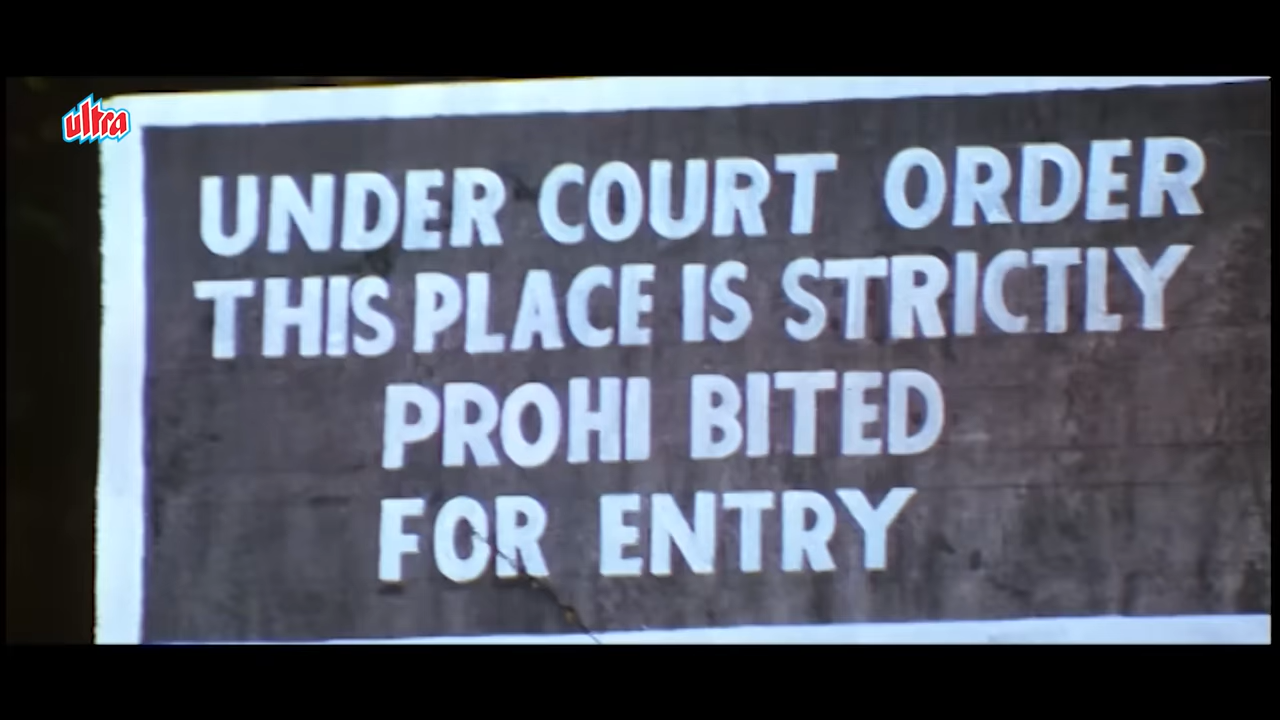 ultra
UNDER COURT ORDER
THIS PLACE IS STRICTLY
PROHI BITED
FOR ENTRY